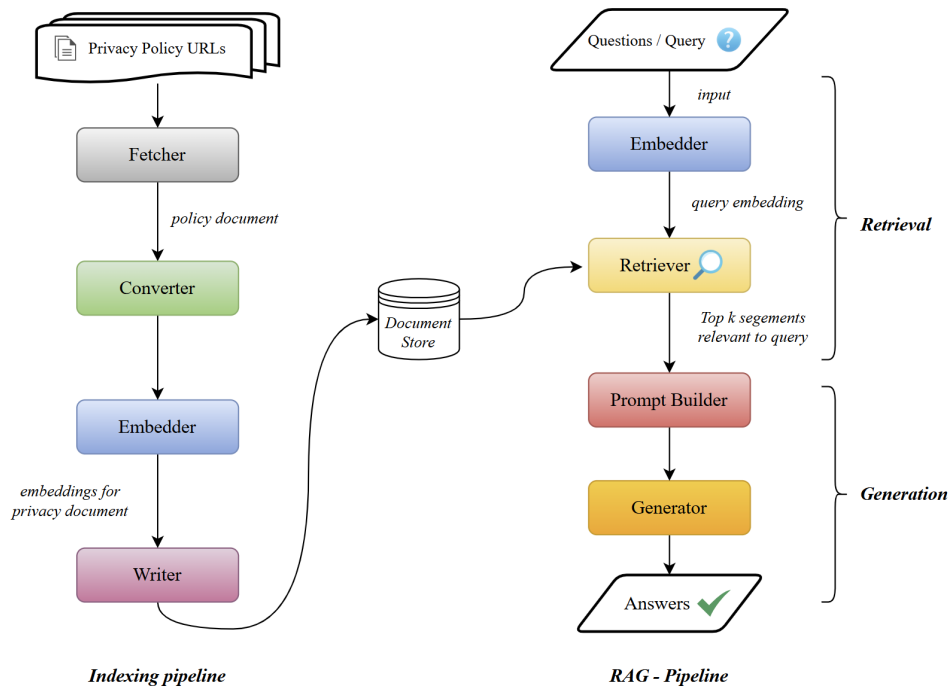 Privacy Policy URLs
Fetcher
policy document
Converter
Embedder
embeddings for
privacy document
Writer
Indexing pipeline
Document
Store
Questions / Query
?
input
Embedder
query embedding
Retriever
Top k segements
relevant to query
Retrieval
Prompt Builder
Generator
Generation
Answers
RAG - Pipeline